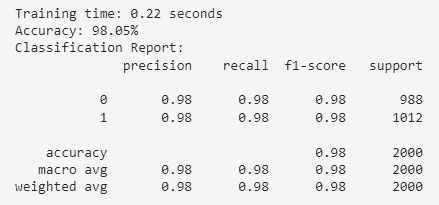 Training time: 0.22 seconds
Accuracy: 98.05%
Classification Report:
precision recall f1-score support
0 0.98 0.98 0.98 988
1 0.98 0.98 0.98 1012
accuracy 0.98 2000
macro avg 0.98 0.98 0.98 2000
weighted avg 0.98 0.98 0.98 2000